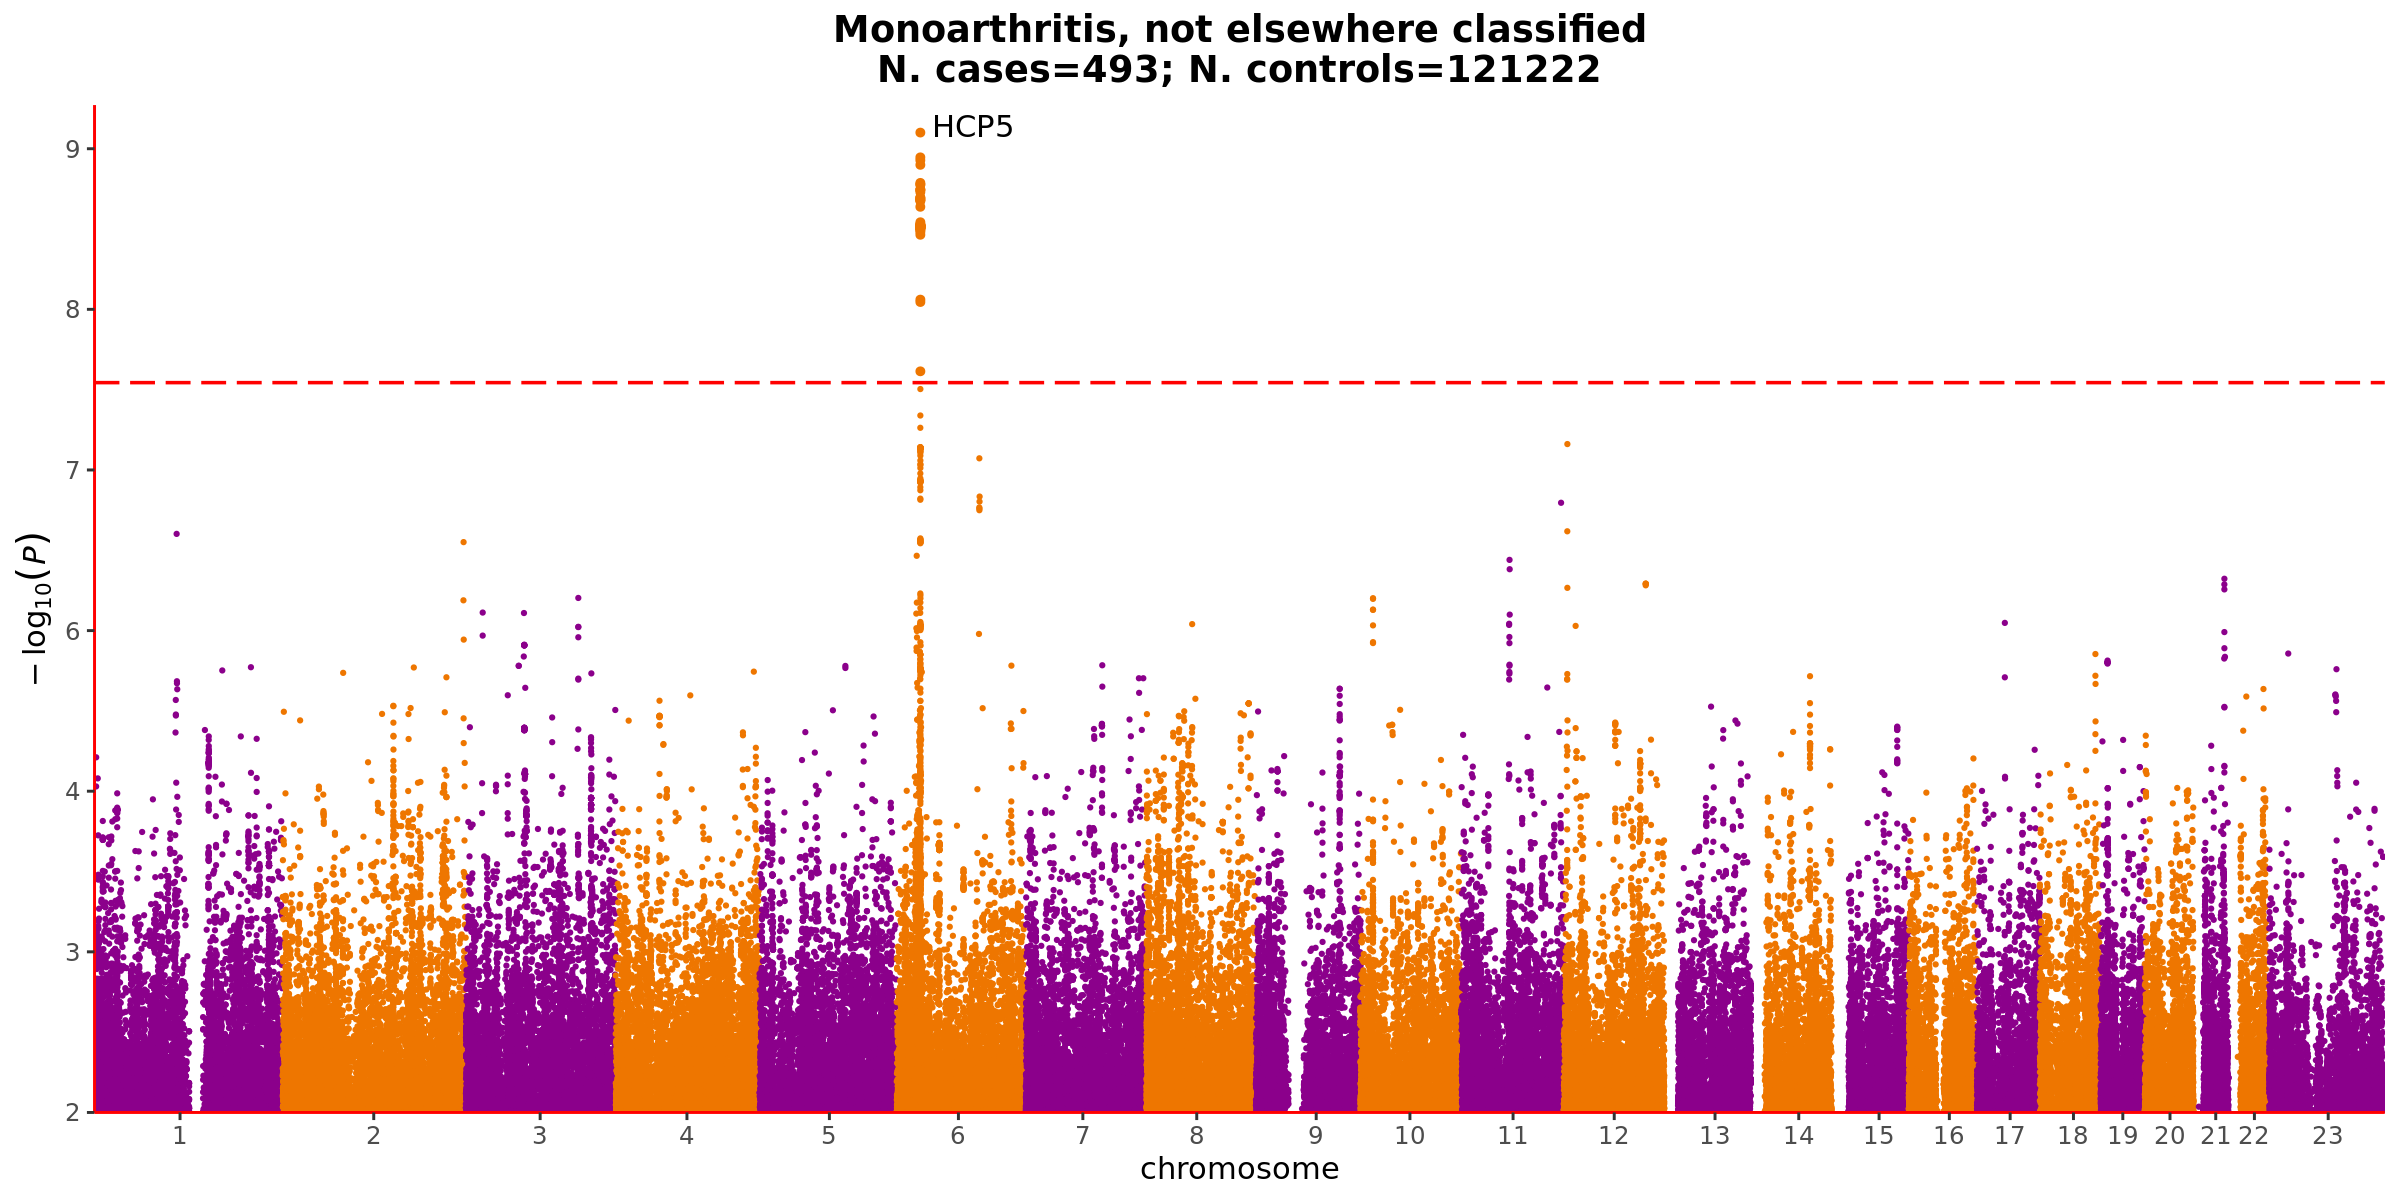 Monoarthritis, not elsewhere classified
N. cases=493; N. controls=121222
HCP5
9
8
7
6
4
3
2
− log₁₀(P)
1 2 3 4 5 6 7 8 9 10 11 12 13 14 15 16 17 18 19 20 21 22 23
chromosome